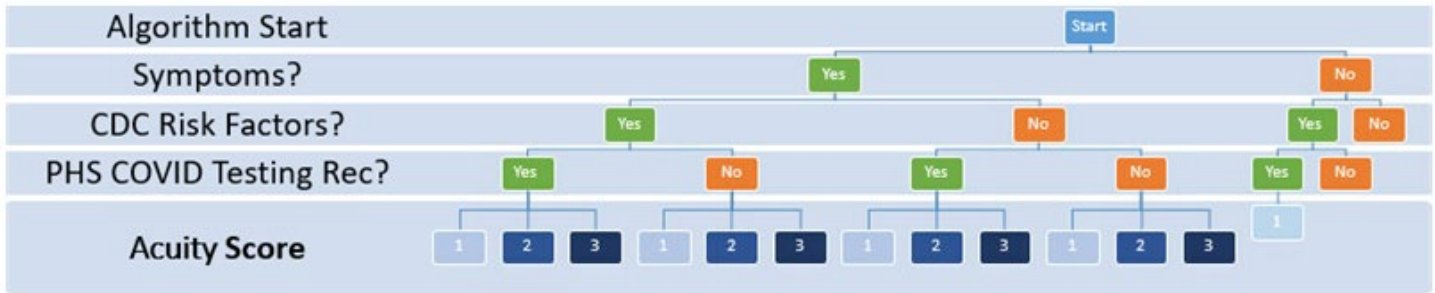 Algorithm Start Start
Symptoms? Yes No
CDC Risk Factors? Yes No Yes No
PHS COVID Testing Rec? Yes No Yes No Yes No
1
Acuity Score 1 2 3 1 2 3 1 2 3 1 2 3